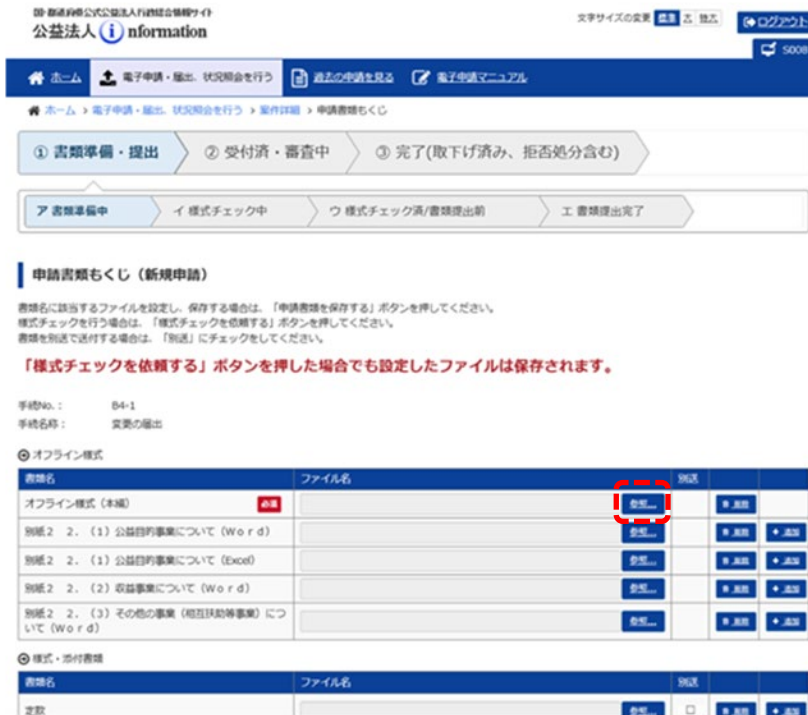 国・都道府県公式公益法人行政総合情報サイト
公益法人 information
文字サイズの変更 標準 大 特大
ログアウト
S008
ホーム 電子申請・届出、状況照会を行う 過去の申請を見る 電子申請マニュアル
ホーム > 電子申請・届出、状況照会を行う > 案件詳細 > 申請書類もくじ
① 書類準備・提出 ② 受付済・審査中 ③ 完了(取下げ済み、拒否処分含む)
ア 書類準備中 イ 様式チェック中 ウ 様式チェック済/書類提出前 エ 書類提出完了
申請書類もくじ（新規申請）
書類名に該当するファイルを設定し、保存する場合は、「申請書類を保存する」ボタンを押してください。
様式チェックを行う場合は、「様式チェックを依頼する」ボタンを押してください。
書類を別送で送付する場合は、「別送」にチェックをしてください。
「様式チェックを依頼する」ボタンを押した場合でも設定したファイルは保存されます。
手続No.： B4-1
手続名称： 変更の届出
オフライン様式
書類名 ファイル名 別送
オフライン様式（本編） 必須 参照... 削除
別紙２ ２．（１）公益目的事業について（Ｗｏｒｄ） 参照... 削除 追加
別紙２ ２．（１）公益目的事業について（Excel） 参照... 削除 追加
別紙２ ２．（２）収益事業について（Ｗｏｒｄ） 参照... 削除 追加
別紙２ ２．（３）その他の事業（相互扶助等事業）につ
いて（Ｗｏｒｄ） 参照... 削除 追加
様式・添付書類
書類名 ファイル名 別送
定款 参照... 削除 追加